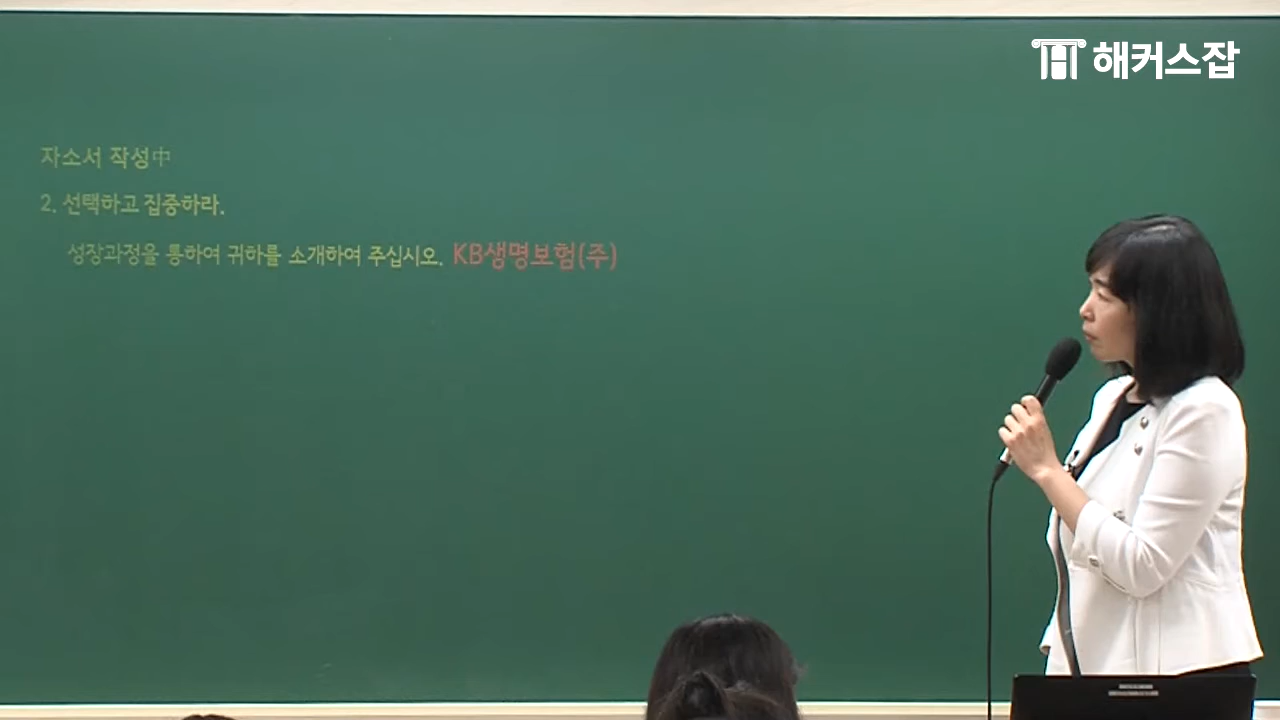 해커스잡
자소서 작성中
2. 선택하고 집중하라.
성장과정을 통하여 귀하를 소개하여 주십시오. KB생명보험(주)